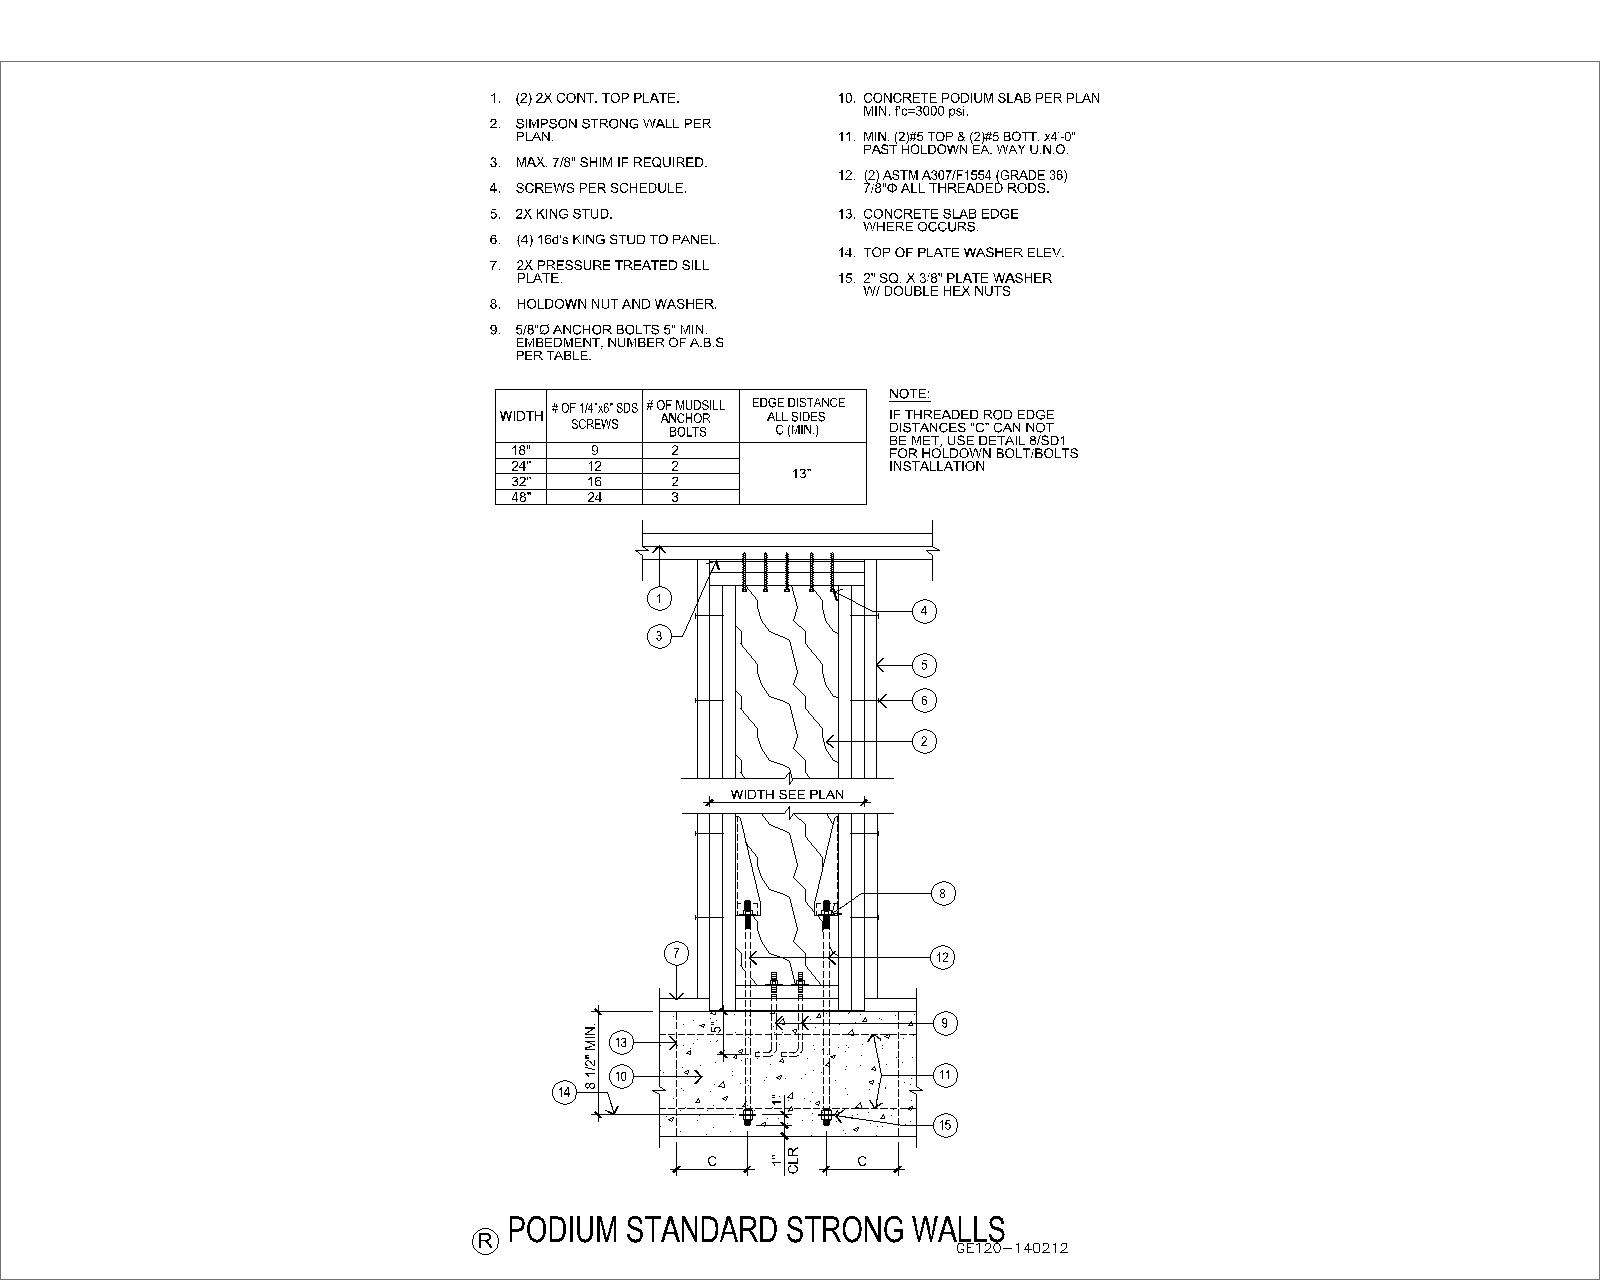 1. (2) 2X CONT. TOP PLATE.
2. SIMPSON STRONG WALL PER
PLAN.
3. MAX. 7/8" SHIM IF REQUIRED.
4. SCREWS PER SCHEDULE.
5. 2X KING STUD.
6. (4) 16d's KING STUD TO PANEL.
7. 2X PRESSURE TREATED SILL
PLATE.
8. HOLDOWN NUT AND WASHER.
9. 5/8"Ø ANCHOR BOLTS 5" MIN.
EMBEDMENT, NUMBER OF A.B.S
PER TABLE.
10. CONCRETE PODIUM SLAB PER PLAN
MIN. f'c=3000 psi.
11. MIN. (2)#5 TOP & (2)#5 BOTT. x4'-0"
PAST HOLDOWN EA. WAY U.N.O.
12. (2) ASTM A307/F1554 (GRADE 36)
7/8"Φ ALL THREADED RODS.
13. CONCRETE SLAB EDGE
WHERE OCCURS.
14. TOP OF PLATE WASHER ELEV.
15. 2" SQ. X 3/8" PLATE WASHER
W/ DOUBLE HEX NUTS
WIDTH
# OF 1/4"x6" SDS
SCREWS
# OF MUDSILL
ANCHOR
BOLTS
EDGE DISTANCE
ALL SIDES
C (MIN.)
18" 9 2
24" 12 2
32" 16 2
48" 24 3
13"
NOTE:
IF THREADED ROD EDGE
DISTANCES "C" CAN NOT
BE MET, USE DETAIL 8/SD1
FOR HOLDOWN BOLT/BOLTS
INSTALLATION
1
3
4
5
6
2
WIDTH SEE PLAN
8
7
12
9
5"
8 1/2" MIN.
13
10
11
14
1"
15
C
1"
CLR
C
R PODIUM STANDARD STRONG WALLS
GE120-140212